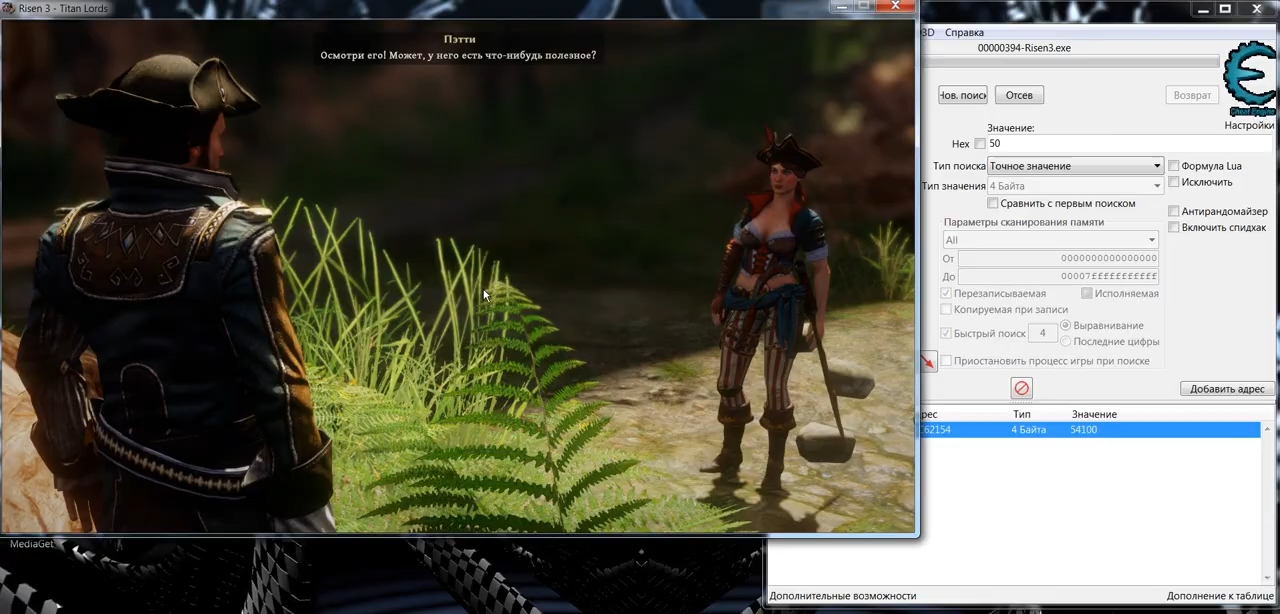 Risen 3 - Titan Lords
Пэтти
Осмотри его! Может, у него есть что-нибудь полезное?
3D Справка
00000394-Risen3.exe
Нов. поиск
Отсев
Возврат
Cheat Engine
Настройки
Значение:
Hex 50
Тип поиска Точное значение
Формула Lua
Тип значения 4 Байта
Исключить
Сравнить с первым поиском
Параметры сканирования памяти
Антирандомайзер
Включить спидхак
All
От 0000000000000000
До 00007fffffffffff
Перезаписываемая Исполняемая
Копируемая при записи
Быстрый поиск 4 Выравнивание
Последние цифры
Приостановить процесс игры при поиске
Добавить адрес
рес Тип Значение
62154 4 Байта 54100
MediaGet
Дополнительные возможности
Дополнение к таблице